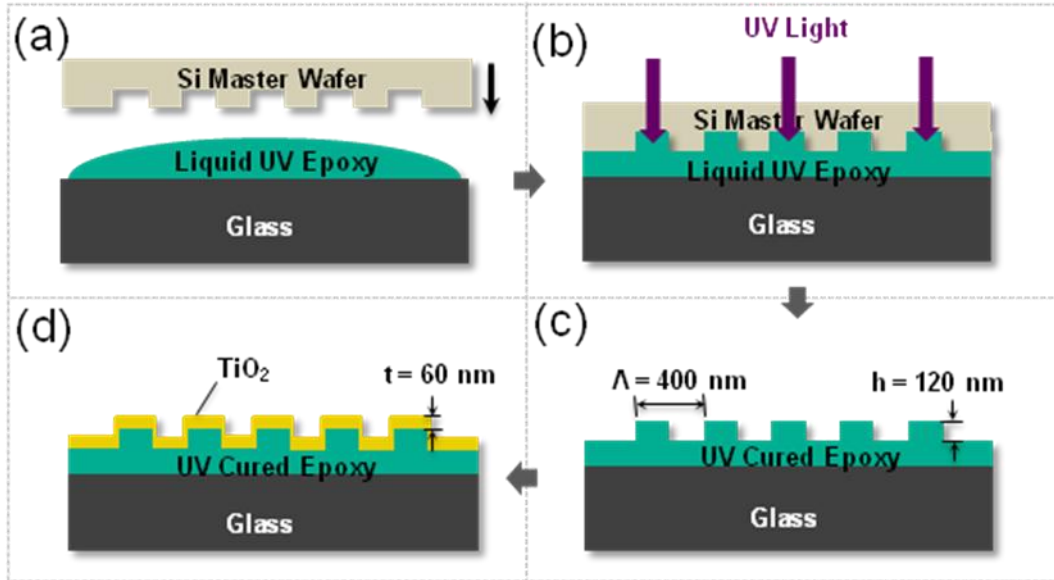 (a)
Si Master Wafer
Liquid UV Epoxy
Glass
(b)
UV Light
Si Master Wafer
Liquid UV Epoxy
Glass
(d)
TiO₂
t = 60 nm
UV Cured Epoxy
Glass
(c)
Λ = 400 nm
h = 120 nm
UV Cured Epoxy
Glass